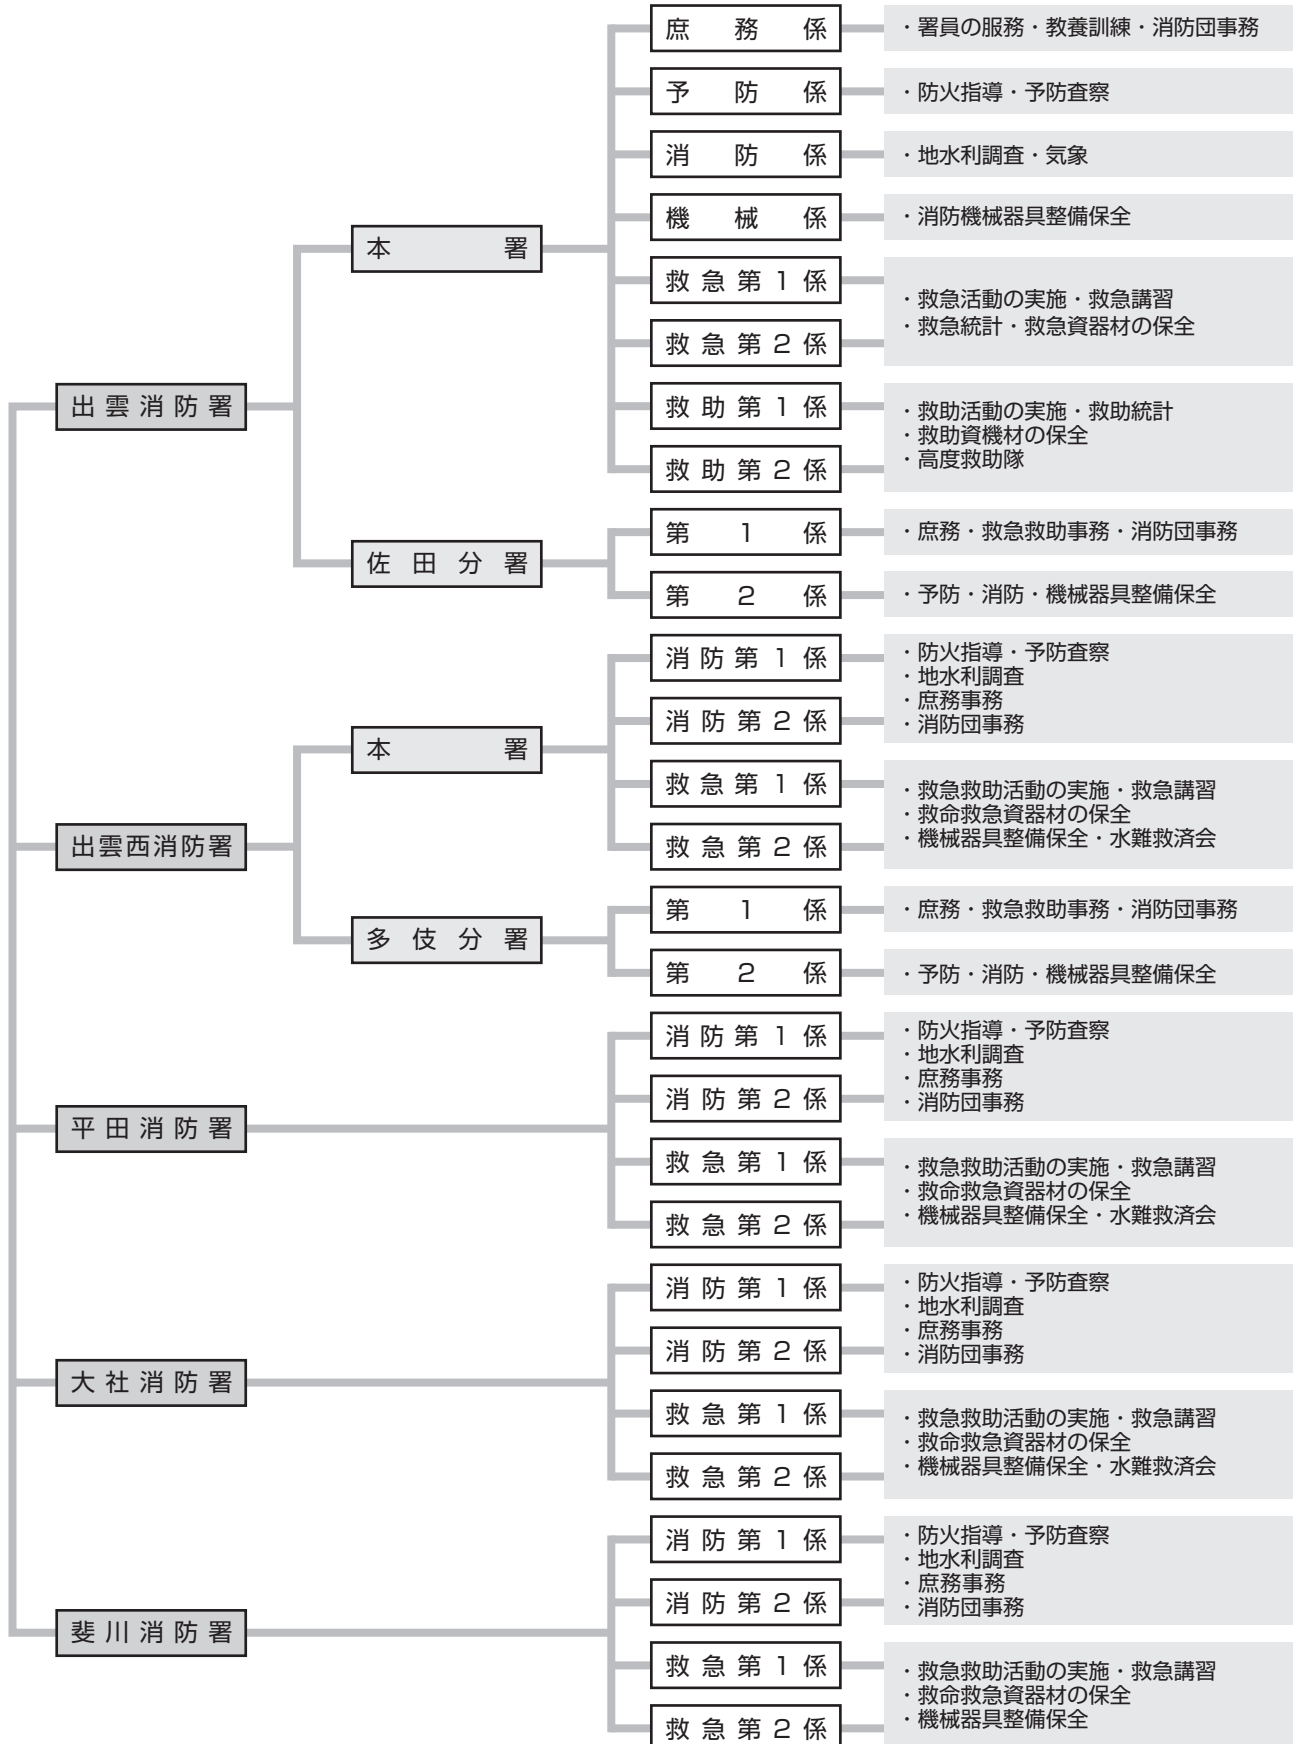 出雲消防署
本署
庶務係
・署員の服務・教養訓練・消防団事務
予防係
・防火指導・予防査察
消防係
・地水利調査・気象
機械係
・消防機械器具整備保全
救急第1係
救急第2係
・救急活動の実施・救急講習
・救急統計・救急資器材の保全
救助第1係
救助第2係
・救助活動の実施・救助統計
・救助資機材の保全
・高度救助隊
佐田分署
第1係
・庶務・救急救助事務・消防団事務
第2係
・予防・消防・機械器具整備保全
出雲西消防署
本署
消防第1係
消防第2係
・防火指導・予防査察
・地水利調査
・庶務事務
・消防団事務
救急第1係
救急第2係
・救急救助活動の実施・救急講習
・救命救急資器材の保全
・機械器具整備保全・水難救済会
多伎分署
第1係
・庶務・救急救助事務・消防団事務
第2係
・予防・消防・機械器具整備保全
平田消防署
消防第1係
消防第2係
・防火指導・予防査察
・地水利調査
・庶務事務
・消防団事務
救急第1係
救急第2係
・救急救助活動の実施・救急講習
・救命救急資器材の保全
・機械器具整備保全・水難救済会
大社消防署
消防第1係
消防第2係
・防火指導・予防査察
・地水利調査
・庶務事務
・消防団事務
救急第1係
救急第2係
・救急救助活動の実施・救急講習
・救命救急資器材の保全
・機械器具整備保全・水難救済会
斐川消防署
消防第1係
消防第2係
・防火指導・予防査察
・地水利調査
・庶務事務
・消防団事務
救急第1係
救急第2係
・救急救助活動の実施・救急講習
・救命救急資器材の保全
・機械器具整備保全